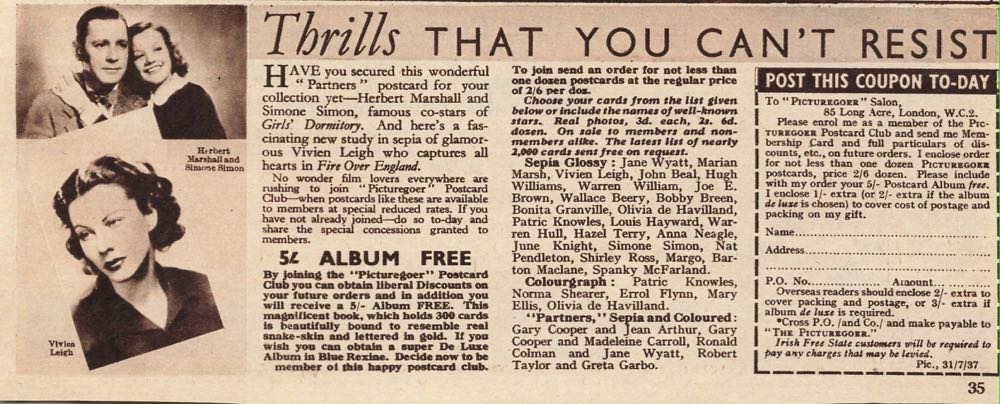 Thrills THAT YOU CAN'T RESIST
Herbert
Marshall and
Simone Simon
Vivien
Leigh
HAVE you secured this wonderful
"Partners" postcard for your
collection yet—Herbert Marshall and
Simone Simon, famous co-stars of
Girls' Dormitory. And here's a fas-
cinating new study in sepia of glamor-
ous Vivien Leigh who captures all
hearts in Fire Over England.
No wonder film lovers everywhere are
rushing to join "Picturegoer" Postcard
Club—when postcards like these are available
to members at special reduced rates. If you
have not already joined—do so to-day and
share the special concessions granted to
members.
5/- ALBUM FREE
By joining the "Picturegoer" Postcard
Club you can obtain liberal Discounts on
your future orders and in addition you
will receive a 5/- Album FREE. This
magnificent book, which holds 300 cards
is beautifully bound to resemble real
snake-skin and lettered in gold. If you
wish you can obtain a super De Luxe
Album in Blue Rexine. Decide now to be
member of this happy postcard club.
To join send an order for not less than
one dozen postcards at the regular price
of 2/6 per doz.
Choose your cards from the list given
below or include the names of well-known
stars. Real photos, 3d. each, 2s. 6d.
dozen. On sale to members and non-
members alike. The latest list of nearly
2,000 cards sent free on request.
Sepia Glossy : Jane Wyatt, Marian
Marsh, Vivien Leigh, John Beal, Hugh
Williams, Warren William, Joe E.
Brown, Wallace Beery, Bobby Breen,
Bonita Granville, Olivia de Havilland,
Patric Knowles, Louis Hayward, War-
ren Hull, Hazel Terry, Anna Neagle,
June Knight, Simone Simon, Nat
Pendleton, Shirley Ross, Margo, Bar-
ton Maclane, Spanky McFarland.
Colourgraph : Patric Knowles,
Norma Shearer, Errol Flynn, Mary
Ellis, Olivia de Havilland.
"Partners," Sepia and Coloured :
Gary Cooper and Jean Arthur, Gary
Cooper and Madeleine Carroll, Ronald
Colman and Jane Wyatt, Robert
Taylor and Greta Garbo.
POST THIS COUPON TO-DAY
To "PICTUREGOER" Salon,
85 Long Acre, London, W.C.2.
Please enrol me as a member of the Pic-
TUREGOER Postcard Club and send me Mem-
bership Card and full particulars of dis-
counts, etc., on future orders. I enclose order
for not less than one dozen PICTUREGOER
postcards, price 2/6 dozen. Please include
with my order your 5/- Postcard Album free.
I enclose 1/- extra (or 2/- extra if the album
de luxe is chosen) to cover cost of postage and
packing on my gift.
Name
Address
P.O. No. Amount
Overseas readers should enclose 2/- extra to
cover packing and postage, or 3/- extra if
album de luxe is required.
*Cross P.O. /and Co./ and make payable to
"THE PICTUREGOER."
Irish Free State customers will be required to
pay any charges that may be levied.
Pic., 31/7/37
35